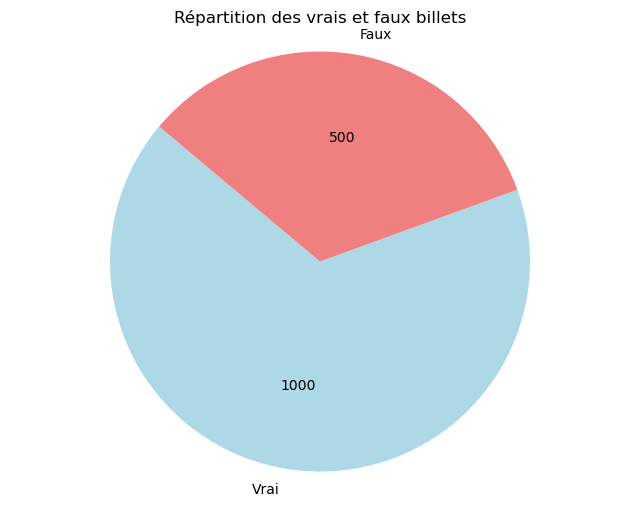 Répartition des vrais et faux billets
Faux
500
1000
Vrai